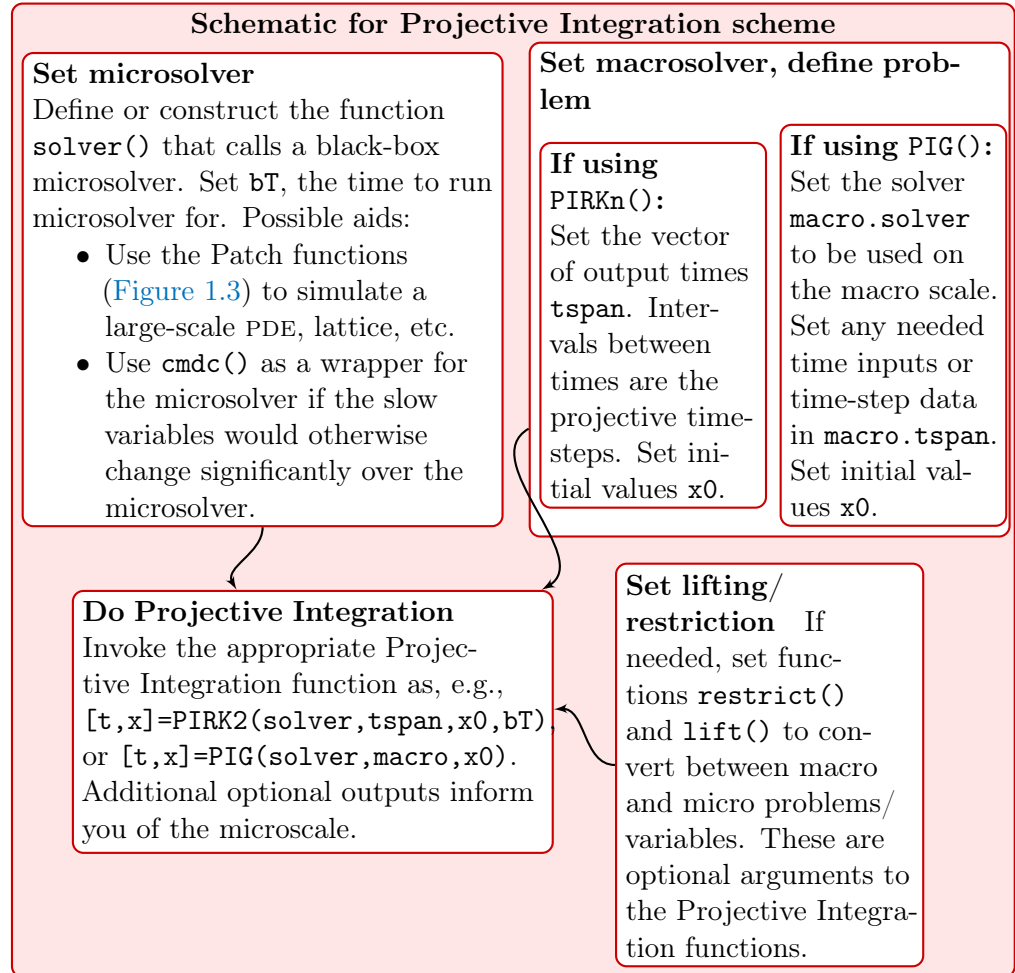 Schematic for Projective Integration scheme
Set microsolver
Define or construct the function
solver() that calls a black-box
microsolver. Set bT, the time to run
microsolver for. Possible aids:
• Use the Patch functions
(Figure 1.3) to simulate a
large-scale PDE, lattice, etc.
• Use cmdc() as a wrapper for
the microsolver if the slow
variables would otherwise
change significantly over the
microsolver.
Set macrosolver, define prob-
lem
If using
PIRKn():
Set the vector
of output times
tspan. Inter-
vals between
times are the
projective time-
steps. Set ini-
tial values x0.
If using PIG():
Set the solver
macro.solver
to be used on
the macro scale.
Set any needed
time inputs or
time-step data
in macro.tspan.
Set initial val-
ues x0.
Do Projective Integration
Invoke the appropriate Projec-
tive Integration function as, e.g.,
[t,x]=PIRK2(solver,tspan,x0,bT),
or [t,x]=PIG(solver,macro,x0).
Additional optional outputs inform
you of the microscale.
Set lifting/
restriction If
needed, set func-
tions restrict()
and lift() to con-
vert between macro
and micro problems/
variables. These are
optional arguments to
the Projective Integra-
tion functions.